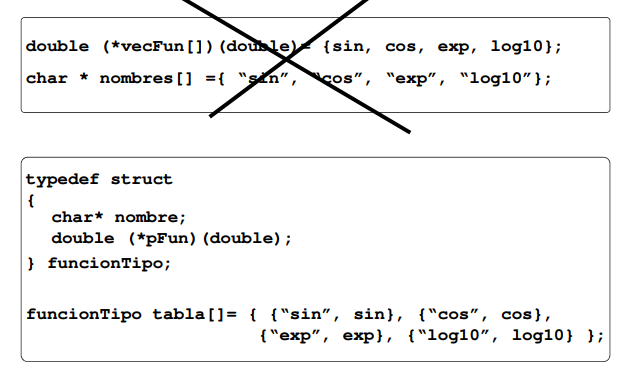 double (*vecFun[])(double)= {sin, cos, exp, log10};
char * nombres[] ={ “sin”, “cos”, “exp”, “log10”};
typedef struct
{
char* nombre;
double (*pFun)(double);
} funcionTipo;
funcionTipo tabla[]= { {“sin”, sin}, {“cos”, cos},
{“exp”, exp}, {“log10”, log10} };